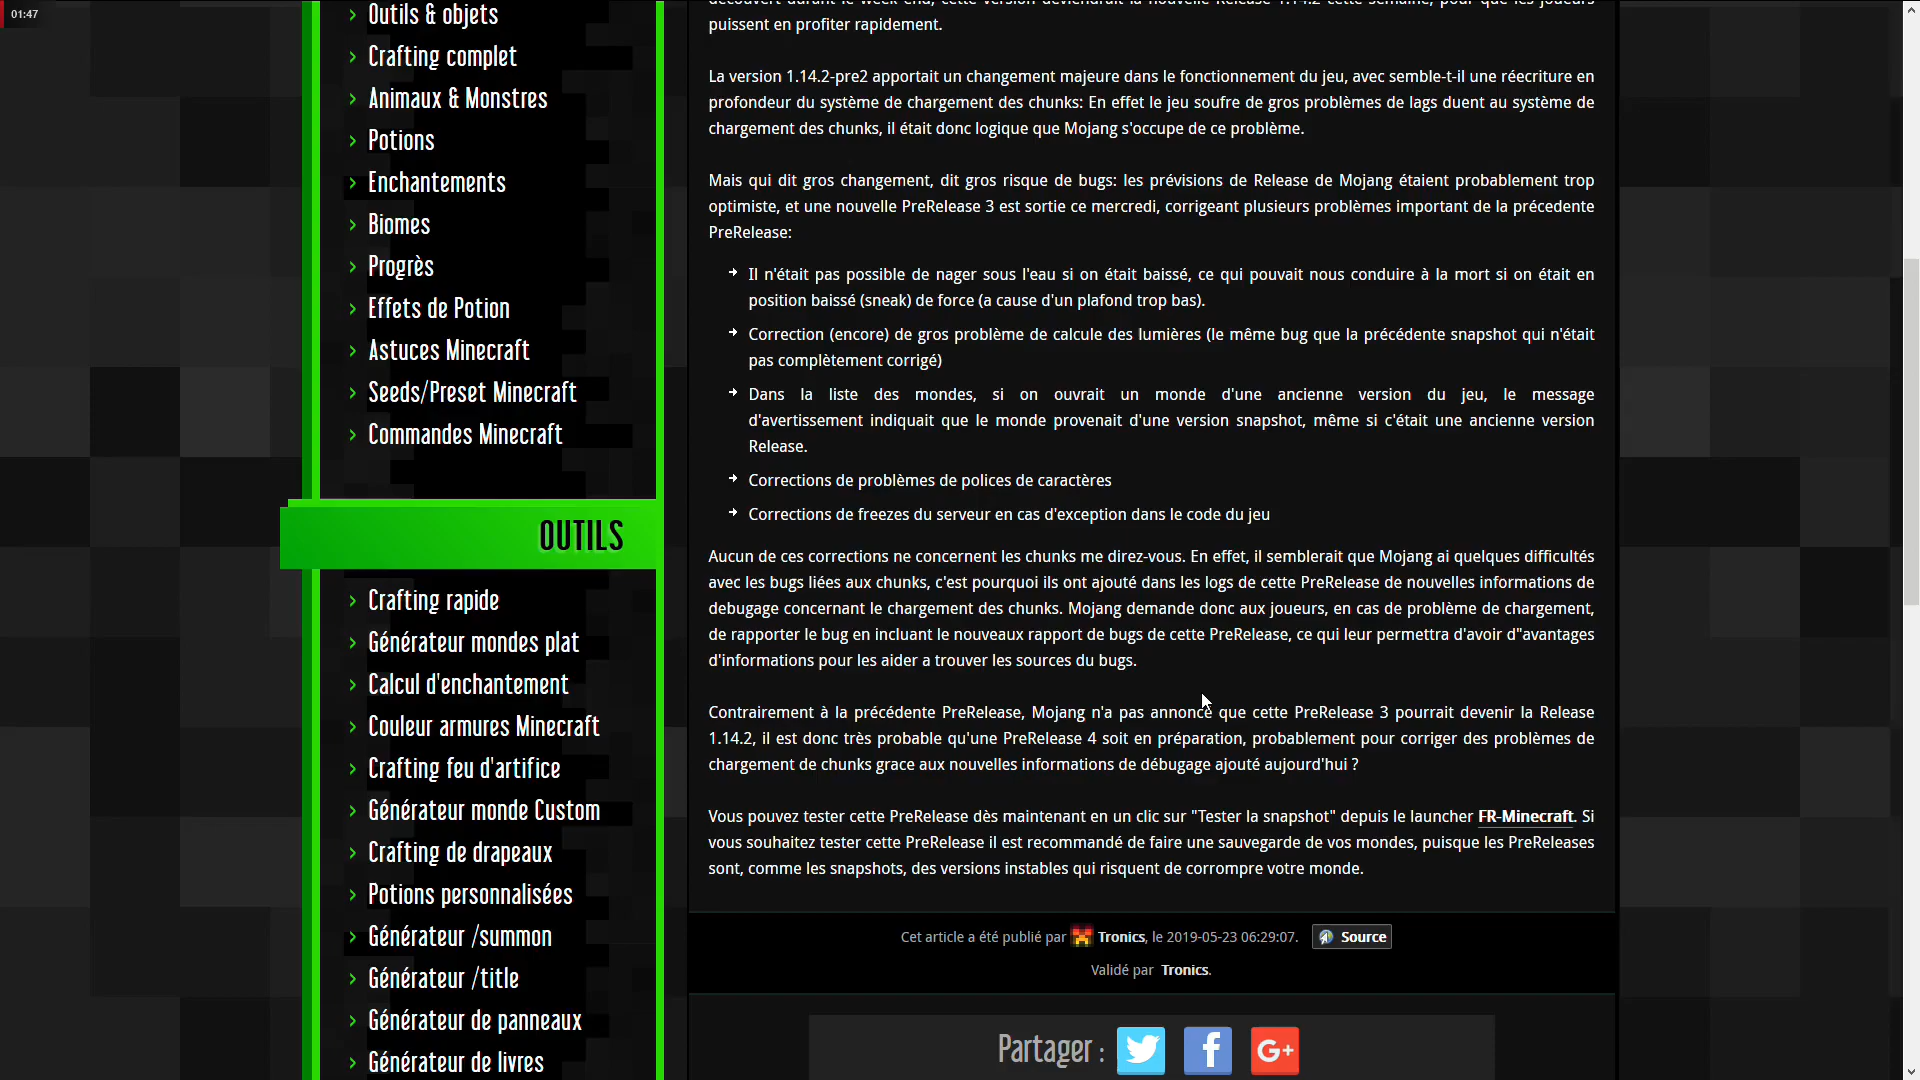 01:47
Outils & objets
Crafting complet
Animaux & Monstres
Potions
Enchantements
Biomes
Progrès
Effets de Potion
Astuces Minecraft
Seeds/Preset Minecraft
Commandes Minecraft
OUTILS
Crafting rapide
Générateur mondes plat
Calcul d'enchantement
Couleur armures Minecraft
Crafting feu d'artifice
Générateur monde Custom
Crafting de drapeaux
Potions personnalisées
Générateur /summon
Générateur /title
Générateur de panneaux
Générateur de livres
découvert durant le week end, cette version deviendrait la nouvelle Release 1.14.2 cette semaine, pour que les joueurs
puissent en profiter rapidement.
La version 1.14.2-pre2 apportait un changement majeure dans le fonctionnement du jeu, avec semble-t-il une réecriture en
profondeur du système de chargement des chunks: En effet le jeu soufre de gros problèmes de lags duent au système de
chargement des chunks, il était donc logique que Mojang s'occupe de ce problème.
Mais qui dit gros changement, dit gros risque de bugs: les prévisions de Release de Mojang étaient probablement trop
optimiste, et une nouvelle PreRelease 3 est sortie ce mercredi, corrigeant plusieurs problèmes important de la précedente
PreRelease:
Il n'était pas possible de nager sous l'eau si on était baissé, ce qui pouvait nous conduire à la mort si on était en
position baissé (sneak) de force (a cause d'un plafond trop bas).
Correction (encore) de gros problème de calcule des lumières (le même bug que la précédente snapshot qui n'était
pas complètement corrigé)
Dans la liste des mondes, si on ouvrait un monde d'une ancienne version du jeu, le message
d'avertissement indiquait que le monde provenait d'une version snapshot, même si c'était une ancienne version
Release.
Corrections de problèmes de polices de caractères
Corrections de freezes du serveur en cas d'exception dans le code du jeu
Aucun de ces corrections ne concernent les chunks me direz-vous. En effet, il semblerait que Mojang ai quelques difficultés
avec les bugs liées aux chunks, c'est pourquoi ils ont ajouté dans les logs de cette PreRelease de nouvelles informations de
debugage concernant le chargement des chunks. Mojang demande donc aux joueurs, en cas de problème de chargement,
de rapporter le bug en incluant le nouveaux rapport de bugs de cette PreRelease, ce qui leur permettra d'avoir d"avantages
d'informations pour les aider a trouver les sources du bugs.
Contrairement à la précédente PreRelease, Mojang n'a pas annoncé que cette PreRelease 3 pourrait devenir la Release
1.14.2, il est donc très probable qu'une PreRelease 4 soit en préparation, probablement pour corriger des problèmes de
chargement de chunks grace aux nouvelles informations de débugage ajouté aujourd'hui ?
Vous pouvez tester cette PreRelease dès maintenant en un clic sur "Tester la snapshot" depuis le launcher FR-Minecraft. Si
vous souhaitez tester cette PreRelease il est recommandé de faire une sauvegarde de vos mondes, puisque les PreReleases
sont, comme les snapshots, des versions instables qui risquent de corrompre votre monde.
Cet article a été publié par Tronics, le 2019-05-23 06:29:07. Source
Validé par Tronics.
Partager :
G+